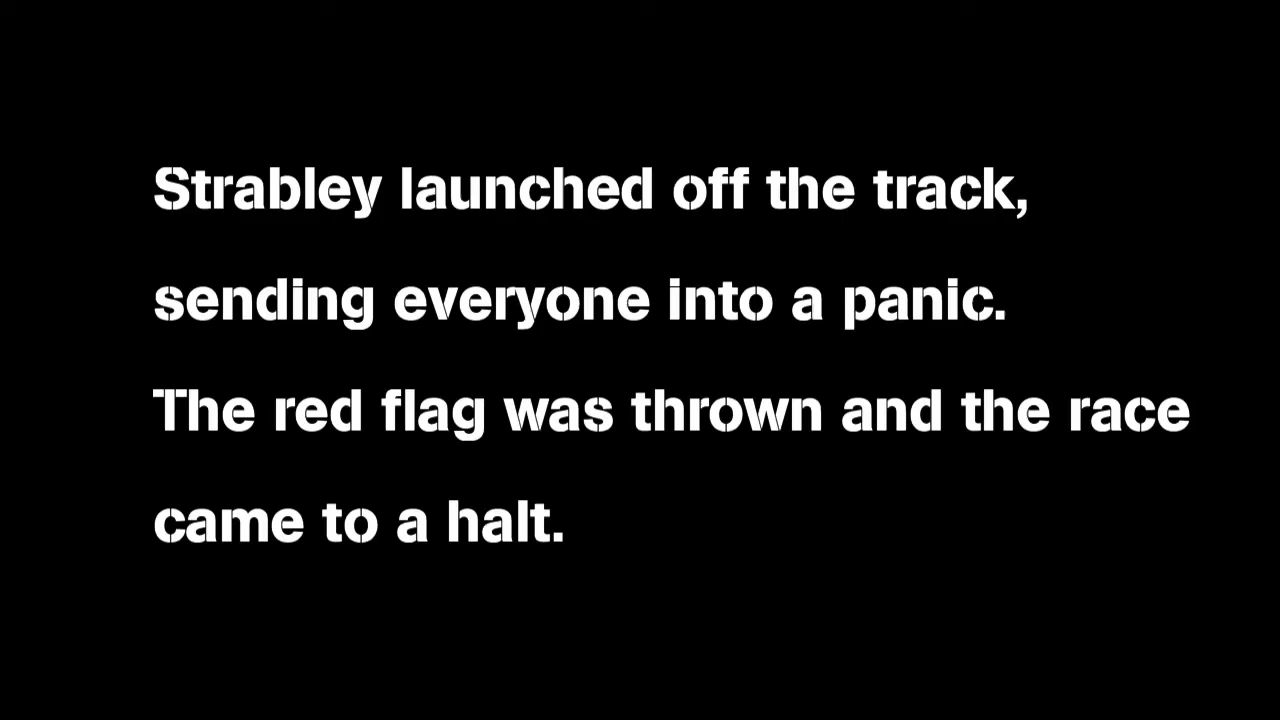 Strabley launched off the track,
sending everyone into a panic.
The red flag was thrown and the race
came to a halt.